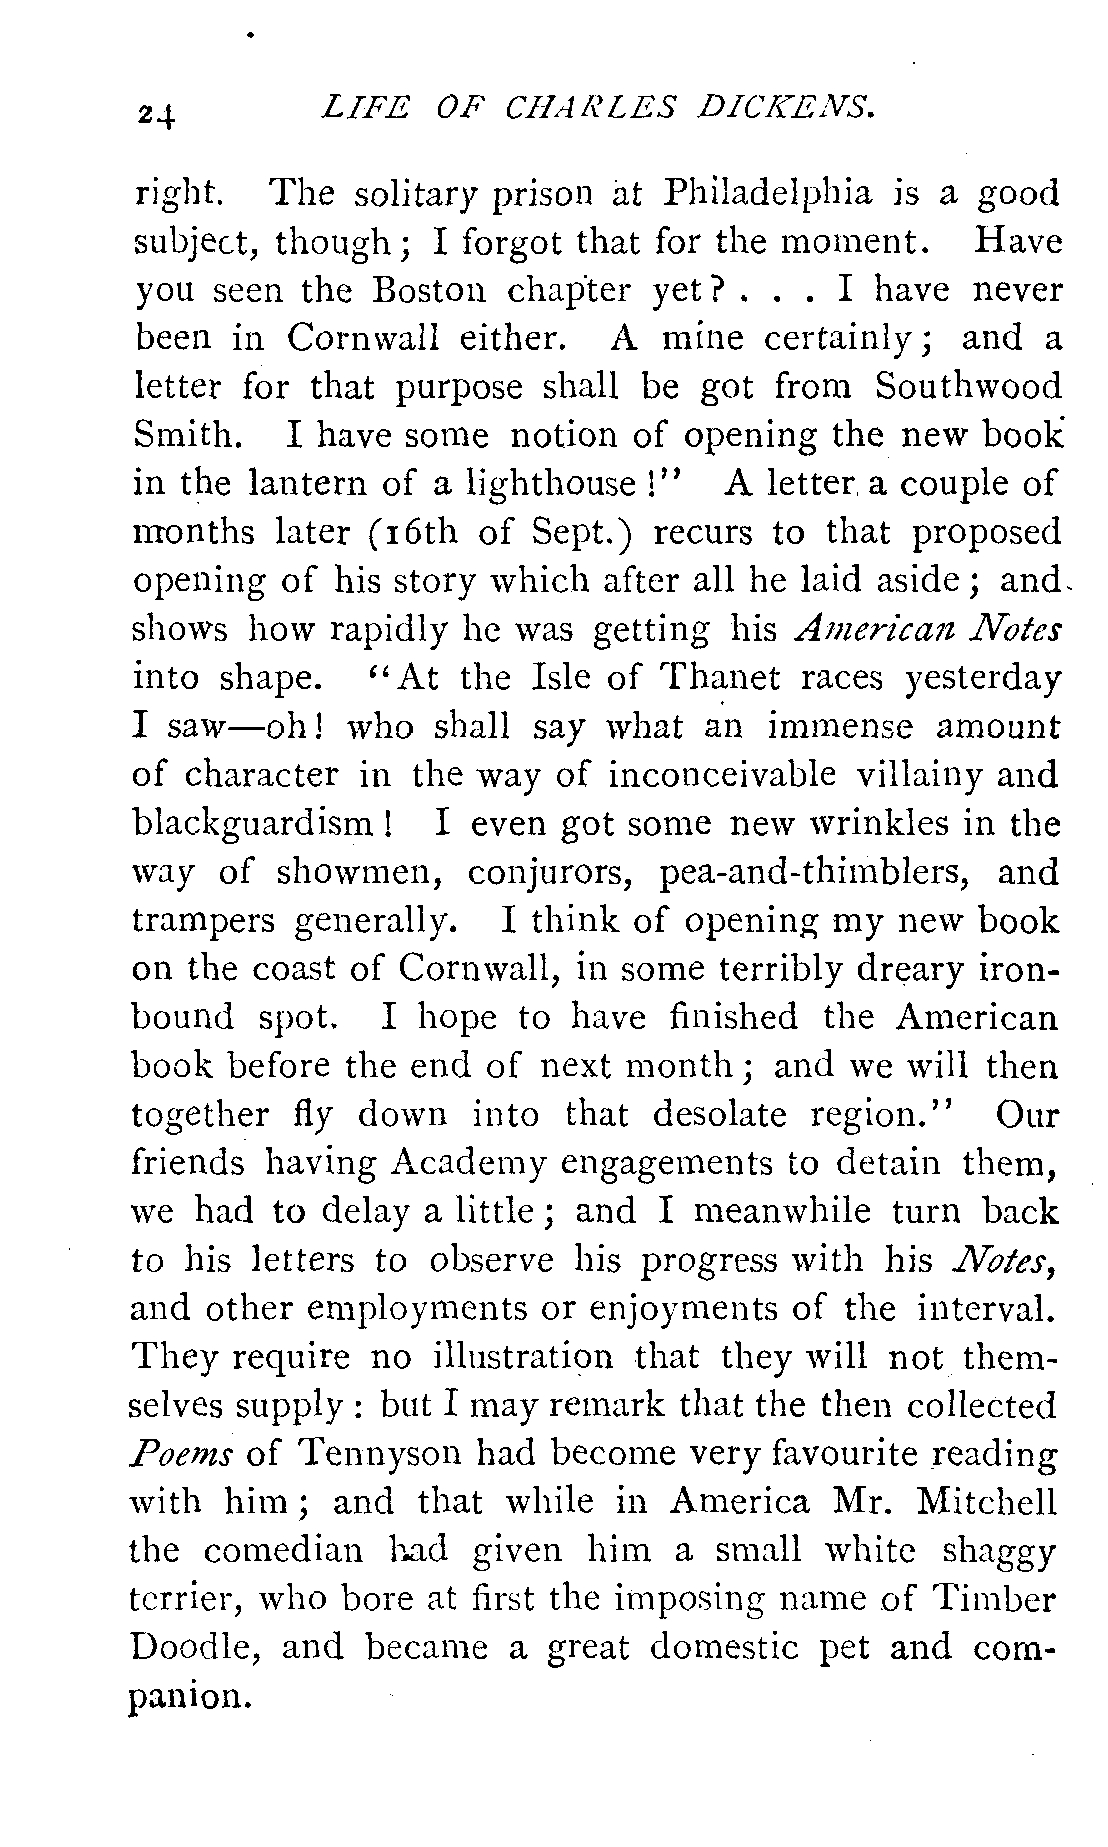 24 LIFE OF CHARLES DICKENS.
right. The solitary prison at Philadelphia is a good
subject, though; I forgot that for the moment. Have
you seen the Boston chapter yet? . . . I have never
been in Cornwall either. A mine certainly; and a
letter for that purpose shall be got from Southwood
Smith. I have some notion of opening the new book
in the lantern of a lighthouse!" A letter a couple of
months later (16th of Sept.) recurs to that proposed
opening of his story which after all he laid aside; and
shows how rapidly he was getting his American Notes
into shape. "At the Isle of Thanet races yesterday
I saw—oh! who shall say what an immense amount
of character in the way of inconceivable villainy and
blackguardism! I even got some new wrinkles in the
way of showmen, conjurors, pea-and-thimblers, and
trampers generally. I think of opening my new book
on the coast of Cornwall, in some terribly dreary iron-
bound spot. I hope to have finished the American
book before the end of next month; and we will then
together fly down into that desolate region." Our
friends having Academy engagements to detain them,
we had to delay a little; and I meanwhile turn back
to his letters to observe his progress with his Notes,
and other employments or enjoyments of the interval.
They require no illustration that they will not them-
selves supply: but I may remark that the then collected
Poems of Tennyson had become very favourite reading
with him; and that while in America Mr. Mitchell
the comedian had given him a small white shaggy
terrier, who bore at first the imposing name of Timber
Doodle, and became a great domestic pet and com-
panion.